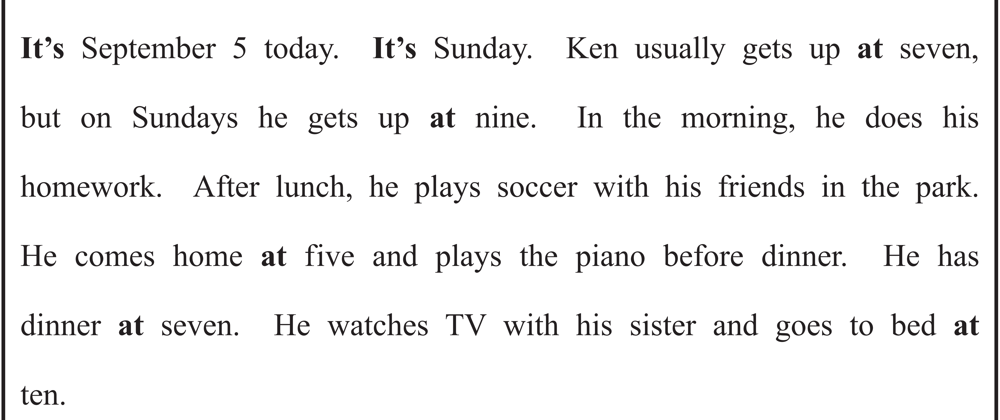 It’s September 5 today. It’s Sunday. Ken usually gets up at seven,
but on Sundays he gets up at nine. In the morning, he does his
homework. After lunch, he plays soccer with his friends in the park.
He comes home at five and plays the piano before dinner. He has
dinner at seven. He watches TV with his sister and goes to bed at
ten.